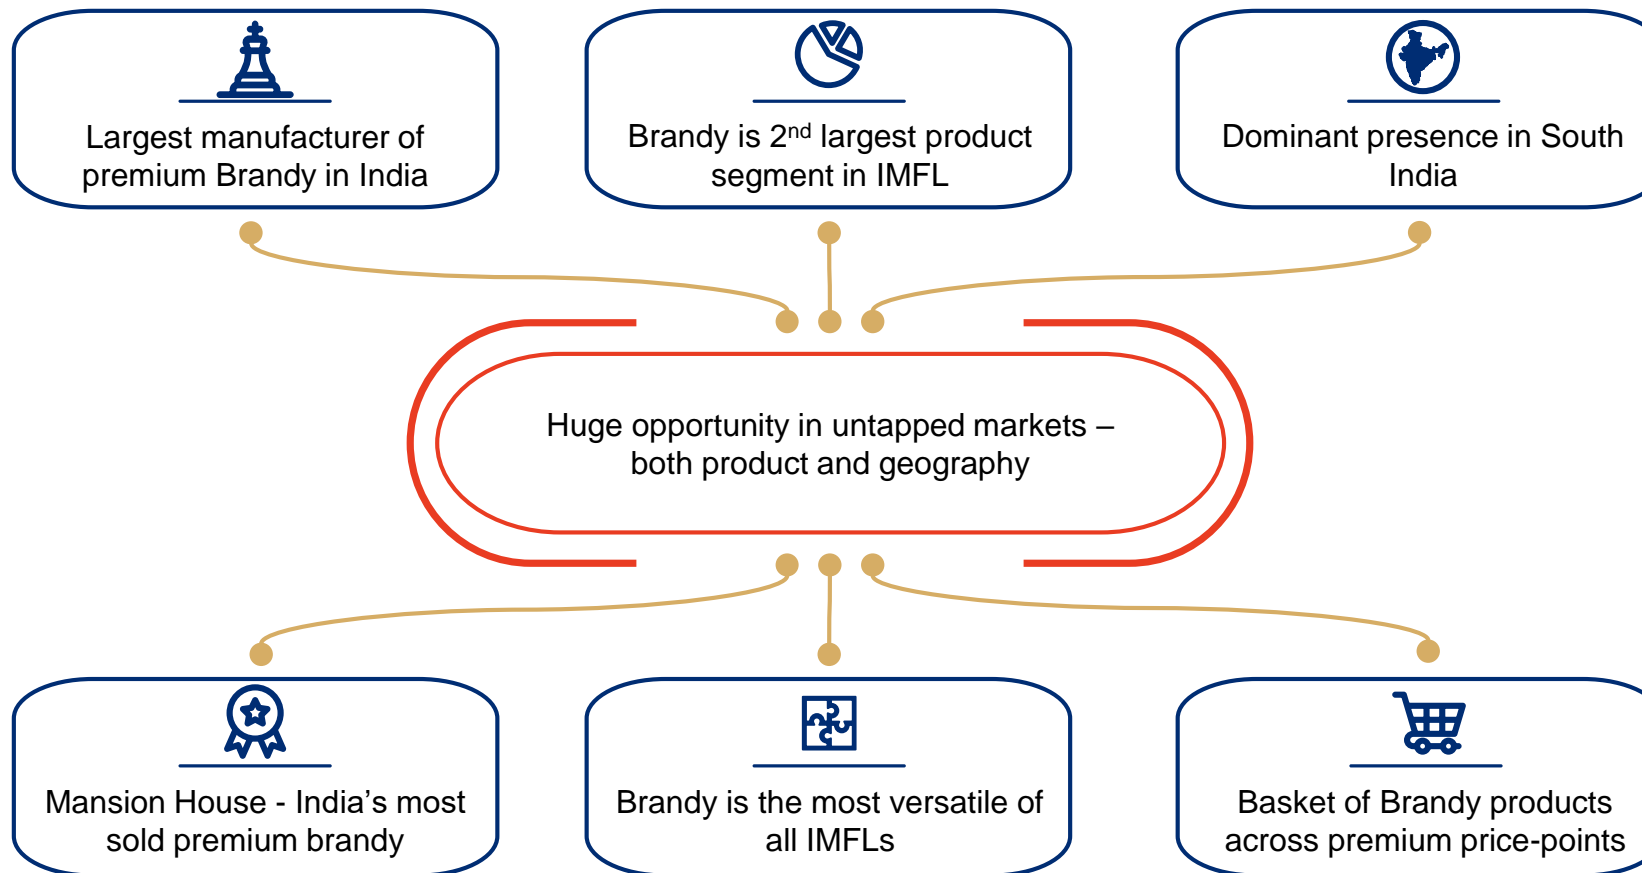 Largest manufacturer of
premium Brandy in India
Brandy is 2nd largest product
segment in IMFL
Dominant presence in South
India
Huge opportunity in untapped markets –
both product and geography
Mansion House - India’s most
sold premium brandy
Brandy is the most versatile of
all IMFLs
Basket of Brandy products
across premium price-points